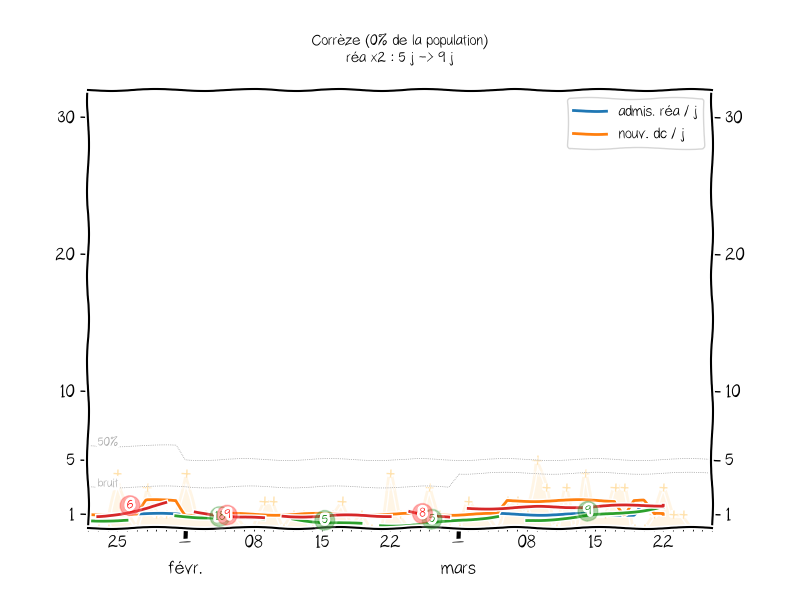 Corrèze (0% de la population)
réa x2 : 5 j -> 9 j
admis. réa / j
nouv. dc / j
30 30
20 20
10 10
50%
5 5
bruit
6 9 5 8 9
1 1
25 08 15 22 08 15 22
févr. mars